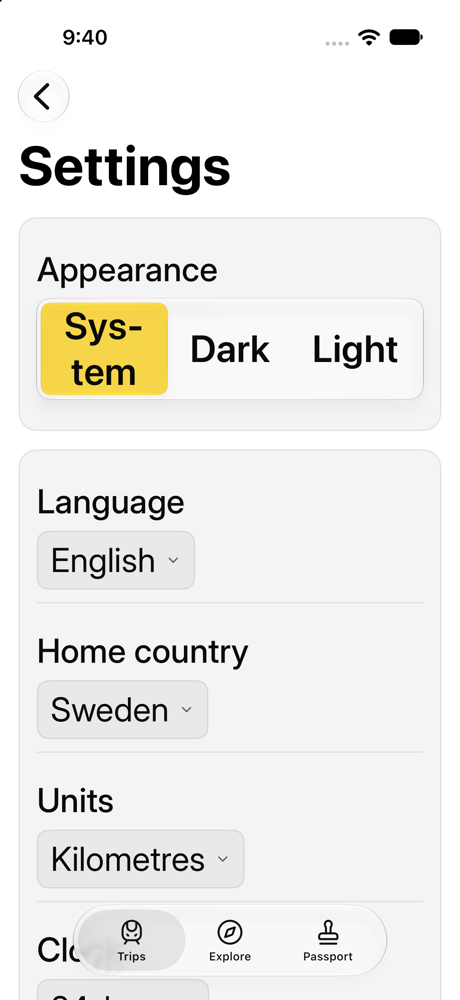 9:40
Settings
Appearance
Sys-
tem
Dark
Light
Language
English
Home country
Sweden
Units
Kilometres
Trips
Explore
Passport